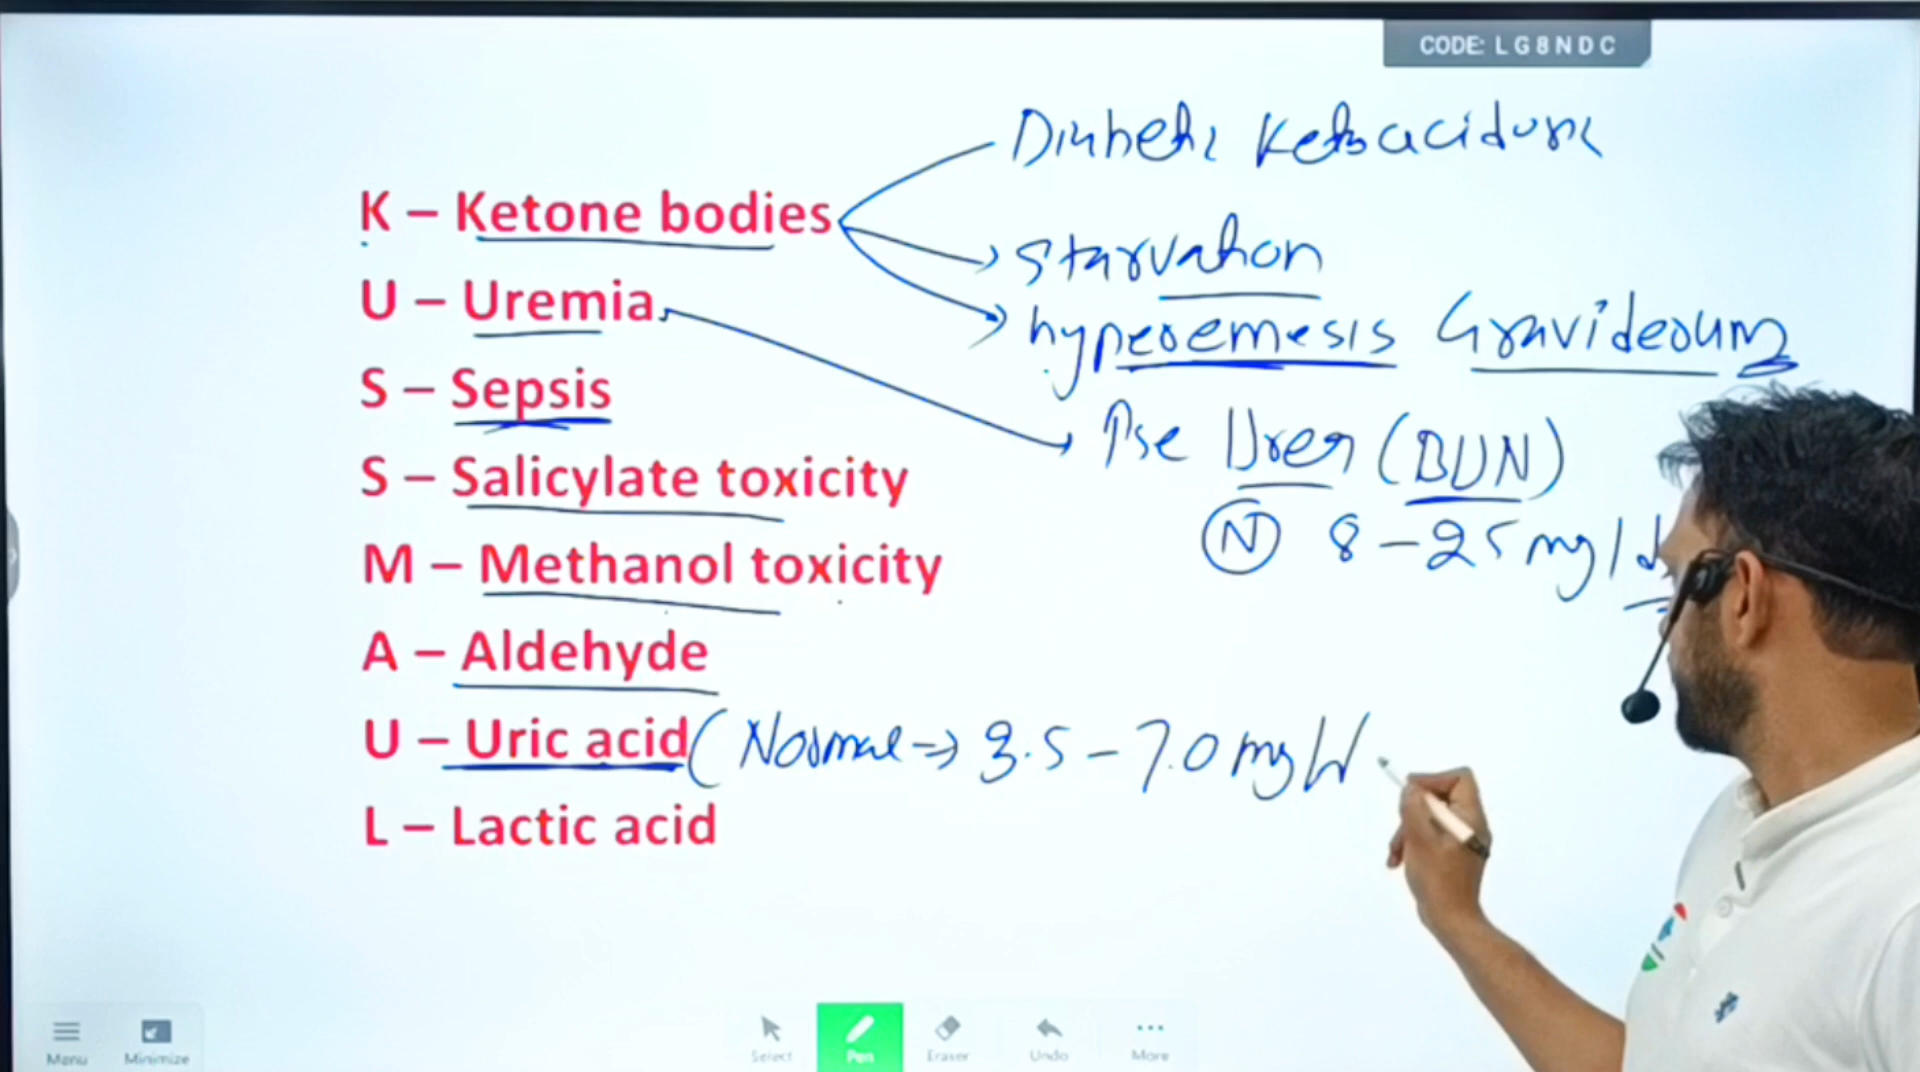 CODE: LG8NDC
Diabetic Ketoacidosis
K – Ketone bodies
starvation
U – Uremia
hyperemesis Gravideoum
S – Sepsis
↑se Urea (BUN)
S – Salicylate toxicity
N 8 – 25 mg/d
M – Methanol toxicity
A – Aldehyde
U – Uric acid ( Normal → 3.5 – 7.0 mg/
L – Lactic acid
Menu Minimize Select Pen Eraser Undo More